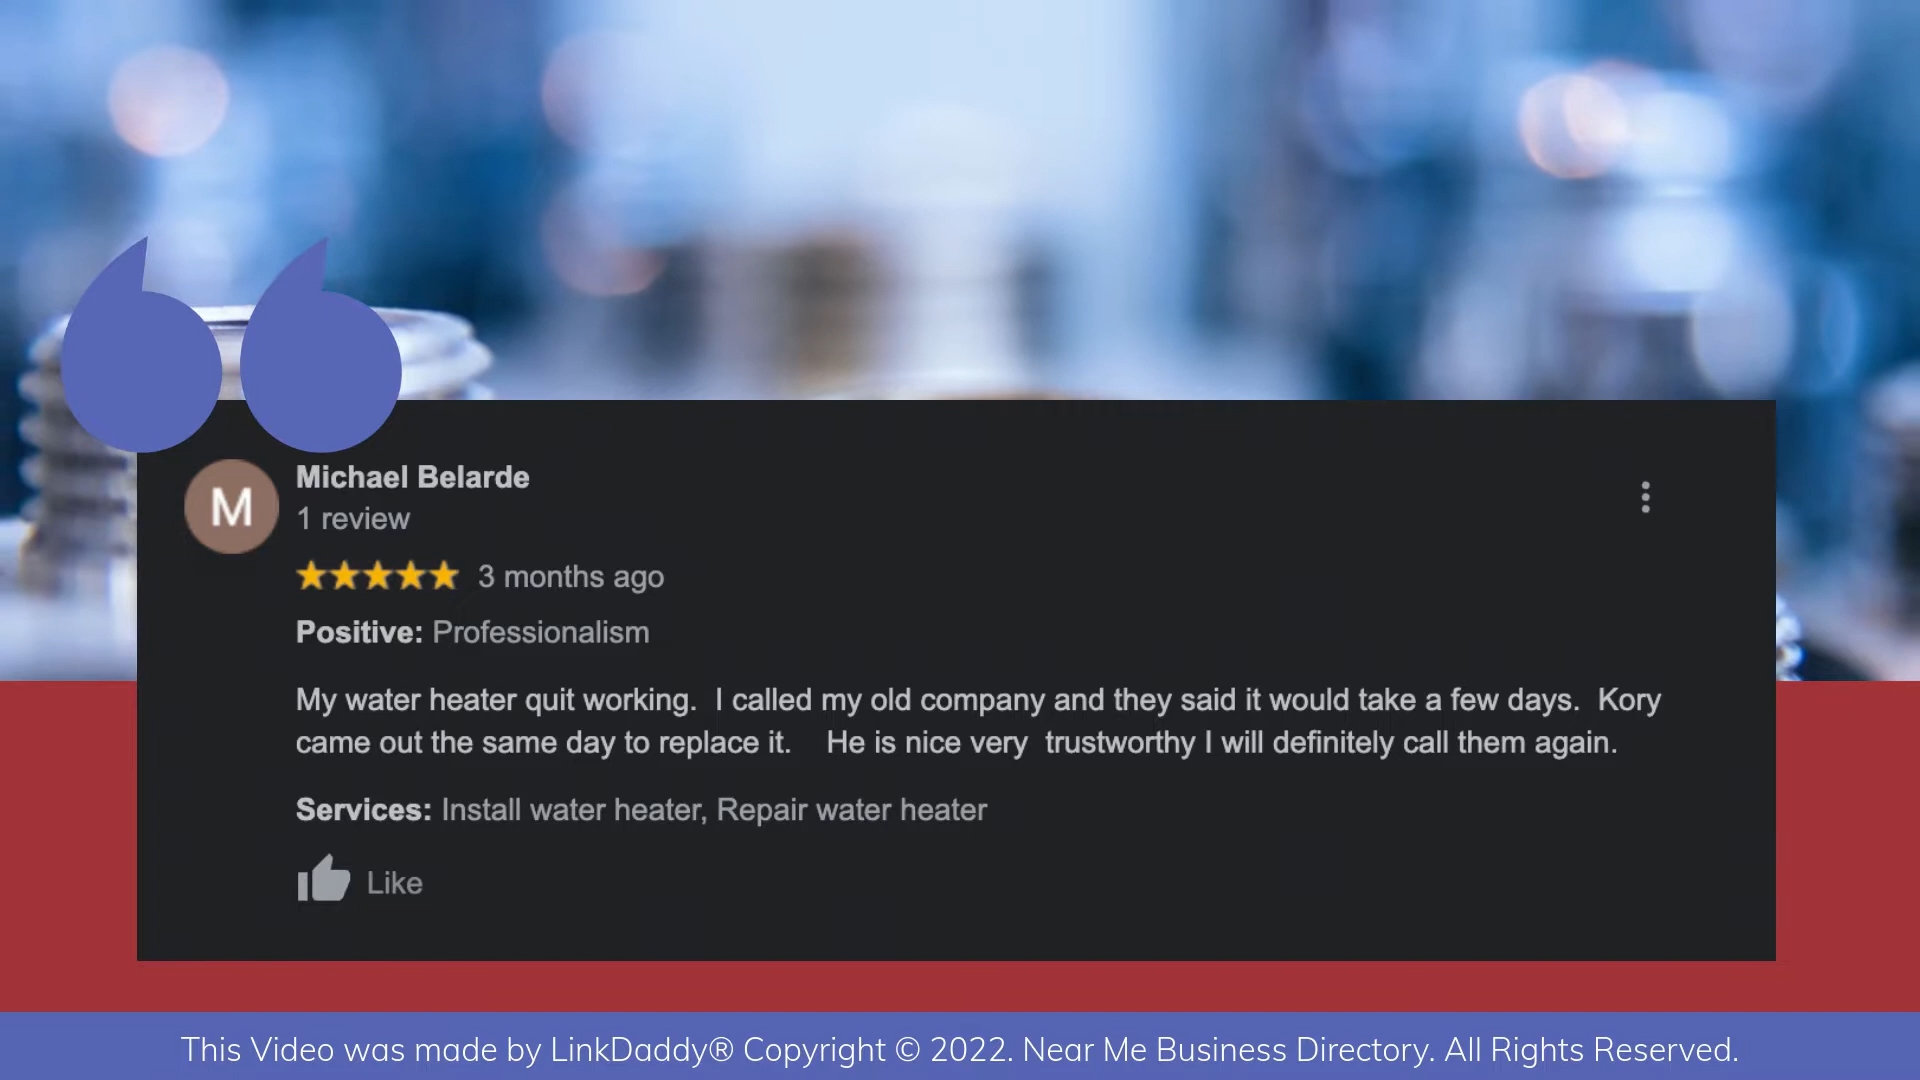 M
Michael Belarde
1 review
3 months ago
Positive: Professionalism
My water heater quit working.  I called my old company and they said it would take a few days.  Kory
came out the same day to replace it.    He is nice very  trustworthy I will definitely call them again.
Services: Install water heater, Repair water heater
Like
This Video was made by LinkDaddy® Copyright © 2022. Near Me Business Directory. All Rights Reserved.